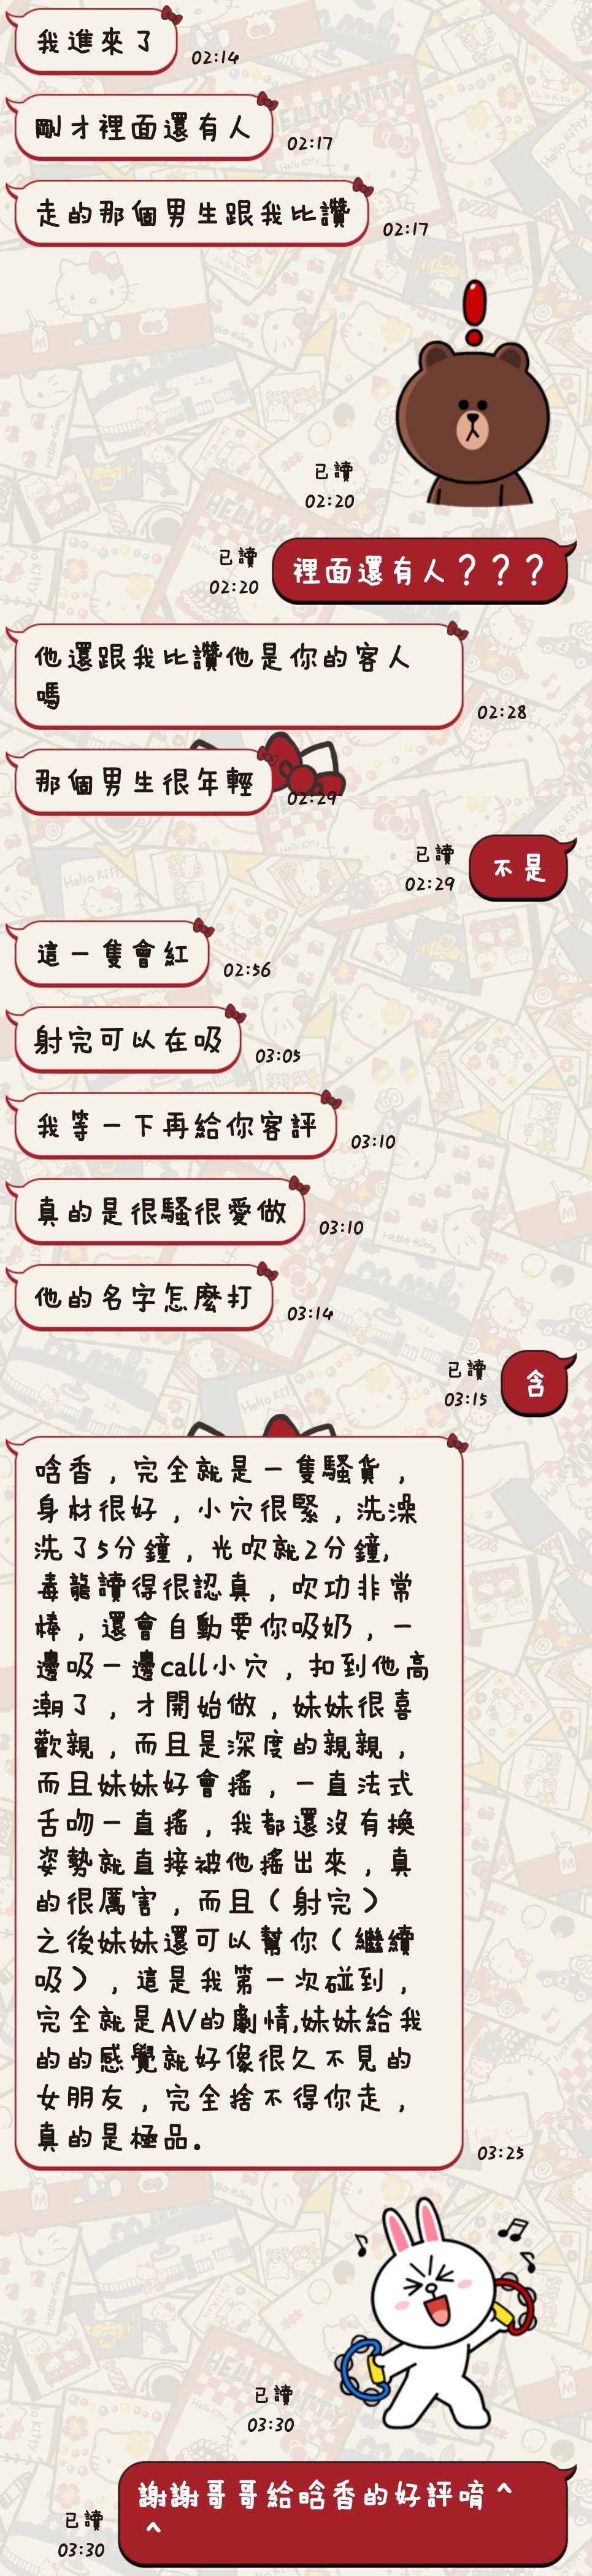 我進來了
02:14
剛才裡面還有人
02:17
走的那個男生跟我比讚
02:17
已讀
02:20
已讀
02:20
裡面還有人？？？
他還跟我比讚他是你的客人
嗎
02:28
那個男生很年輕
02:29
已讀
02:29
不是
這一隻會紅
02:56
射完可以在吸
03:05
我等一下再給你客評
03:10
真的是很騷很愛做
03:10
他的名字怎麼打
03:14
已讀
03:15
含
晗香，完全就是一隻騷貨，
身材很好，小穴很緊，洗澡
洗了5分鐘，光吹就2分鐘,
毒龍讀得很認真，吹功非常
棒，還會自動要你吸奶，一
邊吸一邊call小穴，扣到他高
潮了，才開始做，妹妹很喜
歡親，而且是深度的親親，
而且妹妹好會搖，一直法式
舌吻一直搖，我都還沒有換
姿勢就直接被他搖出來，真
的很厲害，而且（射完）
之後妹妹還可以幫你（繼續
吸），這是我第一次碰到，
完全就是AV的劇情,妹妹給我
的的感覺就好像很久不見的
女朋友，完全捨不得你走，
真的是極品。
03:25
已讀
03:30
已讀
03:30
謝謝哥哥給晗香的好評唷^
^